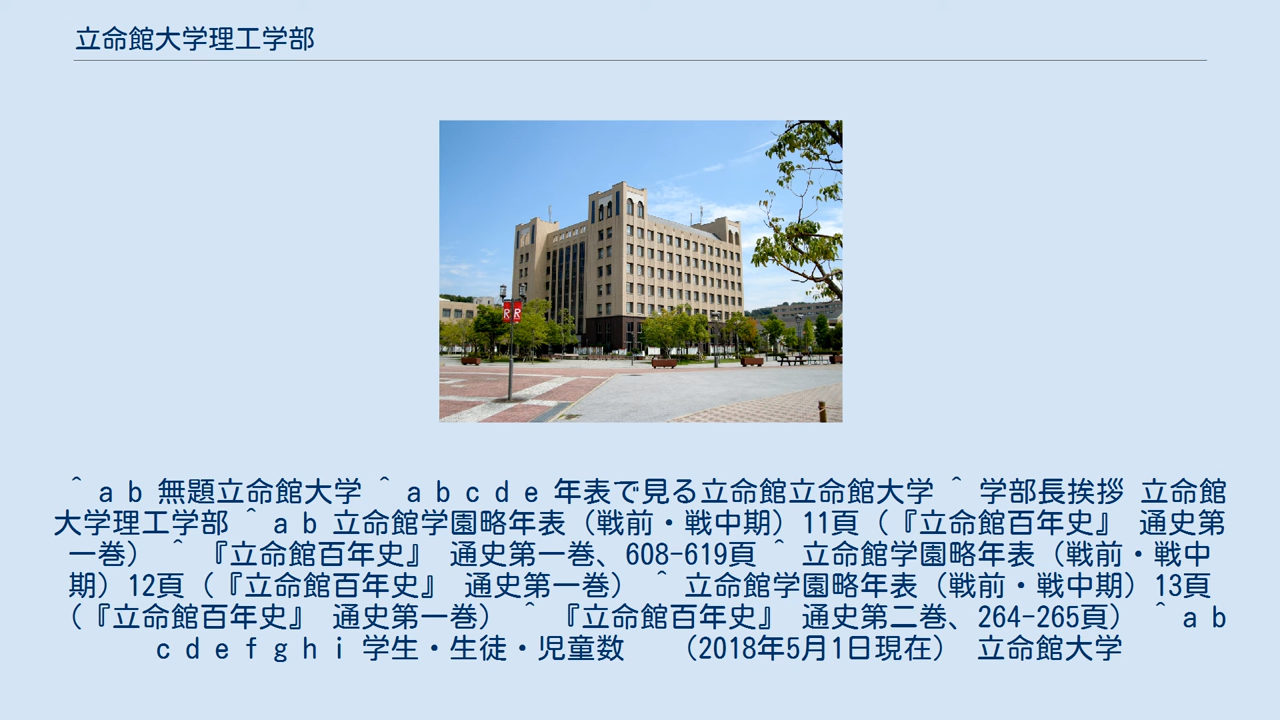 立命館大学理工学部
R R
^ a b 無題立命館大学 ^ a b c d e 年表で見る立命館立命館大学 ^ 学部長挨拶 立命館
大学理工学部 ^ a b 立命館学園略年表（戦前・戦中期）11頁（『立命館百年史』 通史第
一巻） ^ 『立命館百年史』 通史第一巻、608-619頁 ^ 立命館学園略年表（戦前・戦中
期）12頁（『立命館百年史』 通史第一巻） ^ 立命館学園略年表（戦前・戦中期）13頁
（『立命館百年史』 通史第一巻） ^ 『立命館百年史』 通史第二巻、264-265頁） ^ a b
c d e f g h i 学生・生徒・児童数　（2018年5月1日現在） 立命館大学